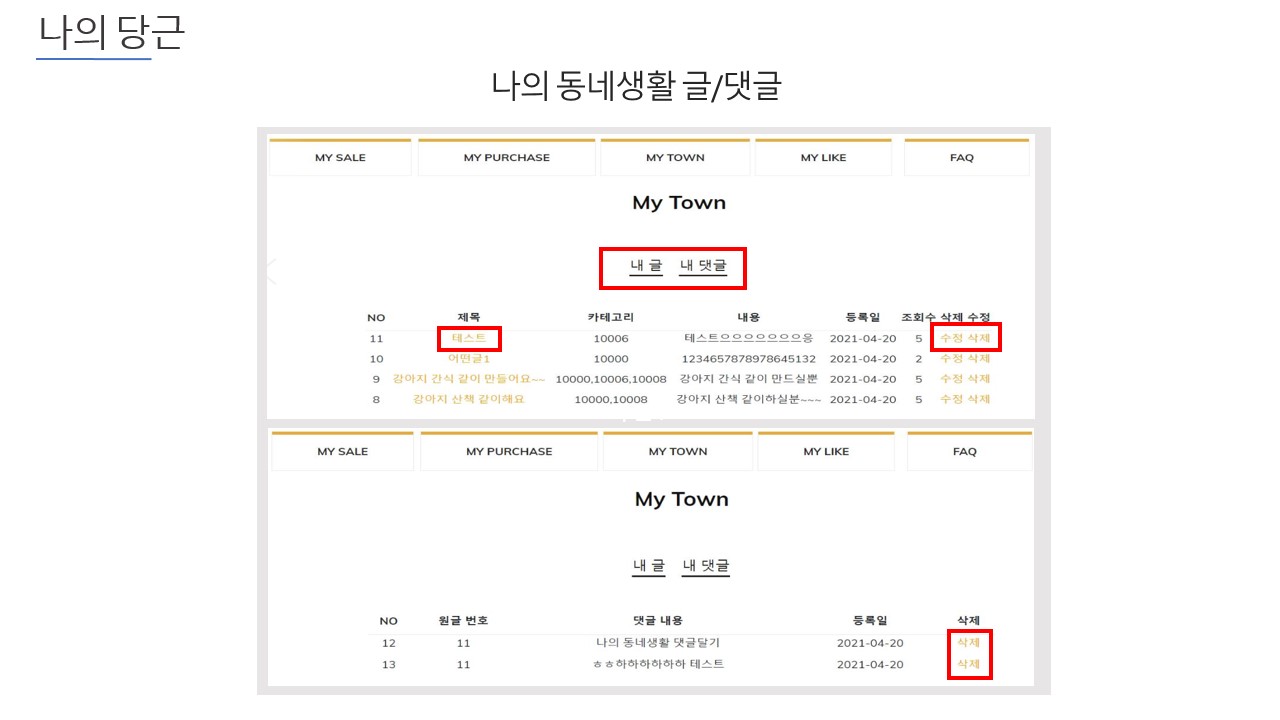 나의 당근
나의 동네생활 글/댓글
MY SALE MY PURCHASE MY TOWN MY LIKE FAQ
My Town
내 글 내 댓글
NO 제목 카테고리 내용 등록일 조회수 삭제 수정
11 테스트 10006 테스트으으으으으으으응 2021-04-20 5 수정 삭제
10 어떤글1 10000 1234657878978645132 2021-04-20 2 수정 삭제
9 강아지 간식 같이 만들어요~~ 10000,10006,10008 강아지 간식 같이 만드실뿐 2021-04-20 5 수정 삭제
8 강아지 산책 같이해요 10000,10008 강아지 산책 같이하실분~~~ 2021-04-20 5 수정 삭제
MY SALE MY PURCHASE MY TOWN MY LIKE FAQ
My Town
내 글 내 댓글
NO 원글 번호 댓글 내용 등록일 삭제
12 11 나의 동네생활 댓글달기 2021-04-20 삭제
13 11 ㅎㅎ하하하하하하 테스트 2021-04-20 삭제